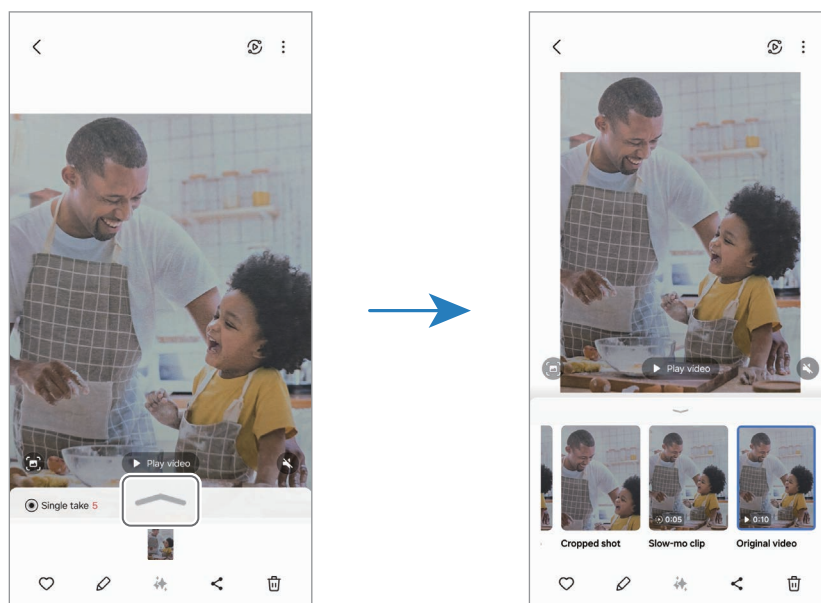 Play video
Single take 5
Play video
0:05
0:10
Cropped shot
Slow-mo clip
Original video